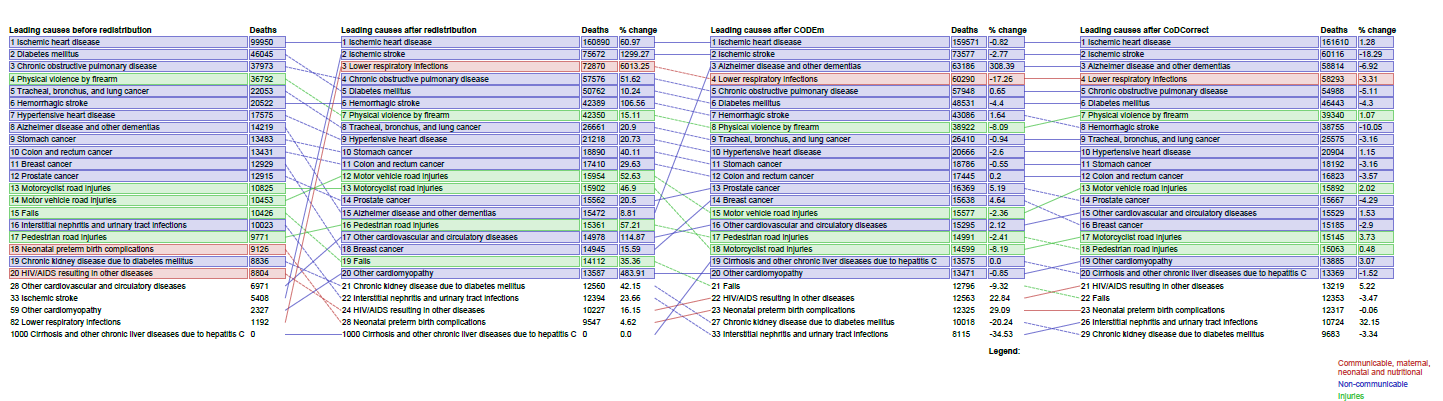 Leading causes before redistribution Deaths Leading causes after redistribution Deaths % change Leading causes after CODEm Deaths % change Leading causes after CoDCorrect Deaths % change
1 Ischemic heart disease 99950 1 Ischemic heart disease 160890 60.97 1 Ischemic heart disease 159571 -0.82 1 Ischemic heart disease 161610 1.28
2 Diabetes mellitus 46045 2 Ischemic stroke 75672 1299.27 2 Ischemic stroke 73577 -2.77 2 Ischemic stroke 60116 -18.29
3 Chronic obstructive pulmonary disease 37973 3 Lower respiratory infections 72870 6013.25 3 Alzheimer disease and other dementias 63186 308.39 3 Alzheimer disease and other dementias 58814 -6.92
4 Physical violence by firearm 36792 4 Chronic obstructive pulmonary disease 57576 51.62 4 Lower respiratory infections 60290 -17.26 4 Lower respiratory infections 58293 -3.31
5 Tracheal, bronchus, and lung cancer 22053 5 Diabetes mellitus 50762 10.24 5 Chronic obstructive pulmonary disease 57948 0.65 5 Chronic obstructive pulmonary disease 54988 -5.11
6 Hemorrhagic stroke 20522 6 Hemorrhagic stroke 42389 106.56 6 Diabetes mellitus 48531 -4.4 6 Diabetes mellitus 46443 -4.3
7 Hypertensive heart disease 17575 7 Physical violence by firearm 42350 15.11 7 Hemorrhagic stroke 43086 1.64 7 Physical violence by firearm 39340 1.07
8 Alzheimer disease and other dementias 14219 8 Tracheal, bronchus, and lung cancer 26661 20.9 8 Physical violence by firearm 38922 -8.09 8 Hemorrhagic stroke 38755 -10.05
9 Stomach cancer 13483 9 Hypertensive heart disease 21218 20.73 9 Tracheal, bronchus, and lung cancer 26410 -0.94 9 Tracheal, bronchus, and lung cancer 25575 -3.16
10 Colon and rectum cancer 13431 10 Stomach cancer 18890 40.11 10 Hypertensive heart disease 20666 -2.6 10 Hypertensive heart disease 20904 1.15
11 Breast cancer 12929 11 Colon and rectum cancer 17410 29.63 11 Stomach cancer 18786 -0.55 11 Stomach cancer 18192 -3.16
12 Prostate cancer 12915 12 Motor vehicle road injuries 15954 52.63 12 Colon and rectum cancer 17445 0.2 12 Colon and rectum cancer 16823 -3.57
13 Motorcyclist road injuries 10825 13 Motorcyclist road injuries 15902 46.9 13 Prostate cancer 16369 5.19 13 Motor vehicle road injuries 15892 2.02
14 Motor vehicle road injuries 10453 14 Prostate cancer 15562 20.5 14 Breast cancer 15638 4.64 14 Prostate cancer 15667 -4.29
15 Falls 10426 15 Alzheimer disease and other dementias 15472 8.81 15 Motor vehicle road injuries 15577 -2.36 15 Other cardiovascular and circulatory diseases 15529 1.53
16 Interstitial nephritis and urinary tract infections 10023 16 Pedestrian road injuries 15361 57.21 16 Other cardiovascular and circulatory diseases 15295 2.12 16 Breast cancer 15185 -2.9
17 Pedestrian road injuries 9771 17 Other cardiovascular and circulatory diseases 14978 114.87 17 Pedestrian road injuries 14991 -2.41 17 Motorcyclist road injuries 15145 3.73
18 Neonatal preterm birth complications 9126 18 Breast cancer 14945 15.59 18 Motorcyclist road injuries 14599 -8.19 18 Pedestrian road injuries 15063 0.48
19 Chronic kidney disease due to diabetes mellitus 8836 19 Falls 14112 35.36 19 Cirrhosis and other chronic liver diseases due to hepatitis C 13575 0.0 19 Other cardiomyopathy 13885 3.07
20 HIV/AIDS resulting in other diseases 8804 20 Other cardiomyopathy 13587 483.91 20 Other cardiomyopathy 13471 -0.85 20 Cirrhosis and other chronic liver diseases due to hepatitis C 13369 -1.52
28 Other cardiovascular and circulatory diseases 6971 21 Chronic kidney disease due to diabetes mellitus 12560 42.15 21 Falls 12796 -9.32 21 HIV/AIDS resulting in other diseases 13219 5.22
33 Ischemic stroke 5408 22 Interstitial nephritis and urinary tract infections 12394 23.66 22 HIV/AIDS resulting in other diseases 12563 22.84 22 Falls 12353 -3.47
59 Other cardiomyopathy 2327 24 HIV/AIDS resulting in other diseases 10227 16.15 23 Neonatal preterm birth complications 12325 29.09 23 Neonatal preterm birth complications 12317 -0.06
82 Lower respiratory infections 1192 28 Neonatal preterm birth complications 9547 4.62 27 Chronic kidney disease due to diabetes mellitus 10018 -20.24 26 Interstitial nephritis and urinary tract infections 10724 32.15
1000 Cirrhosis and other chronic liver diseases due to hepatitis C 0 1000 Cirrhosis and other chronic liver diseases due to hepatitis C 0 0.0 33 Interstitial nephritis and urinary tract infections 8115 -34.53 29 Chronic kidney disease due to diabetes mellitus 9683 -3.34
Legend:
Communicable, maternal,
neonatal and nutritional
Non-communicable
Injuries